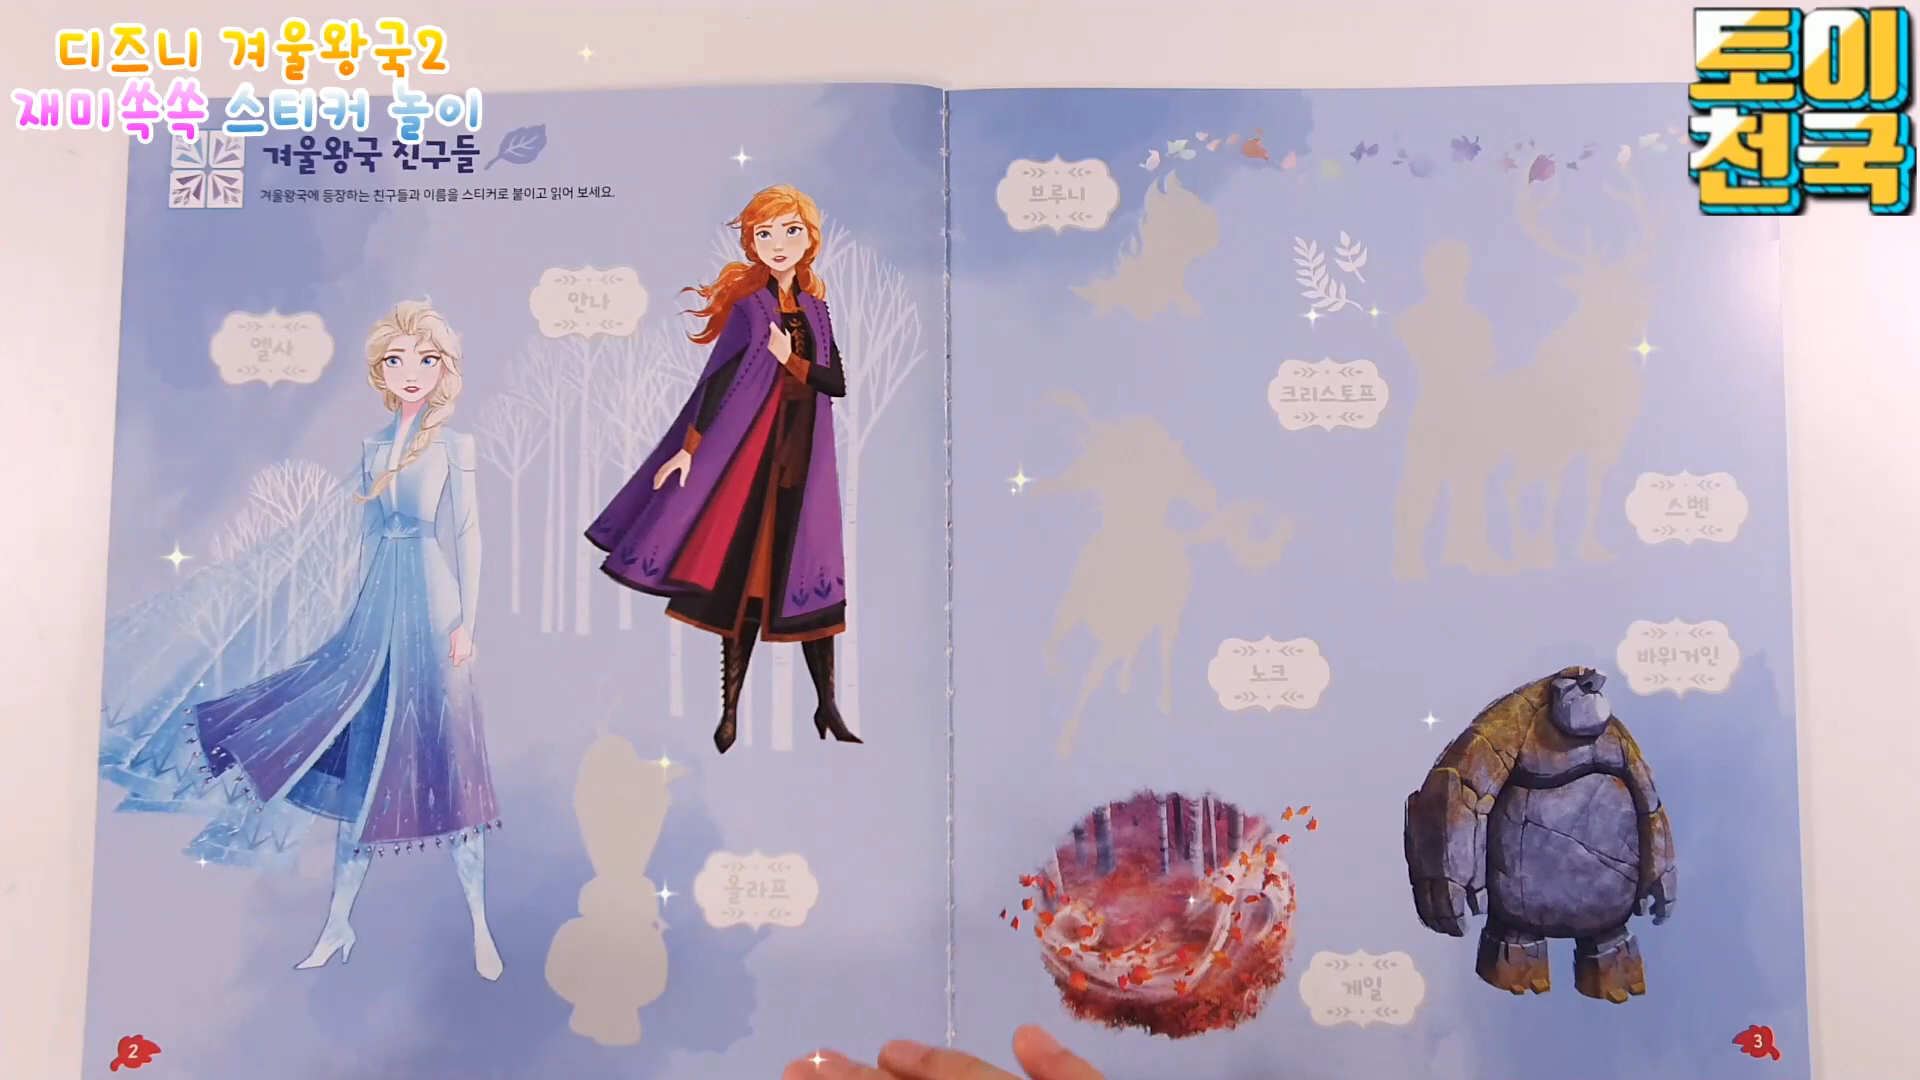 디즈니 겨울왕국2
재미쏙쏙 스티커 놀이
토이
천국
겨울왕국 친구들
겨울왕국에 등장하는 친구들과 이름을 스티커로 붙이고 읽어 보세요.
엘사
안나
올라프
2
브루니
크리스토프
스벤
노크
바위거인
게일
3